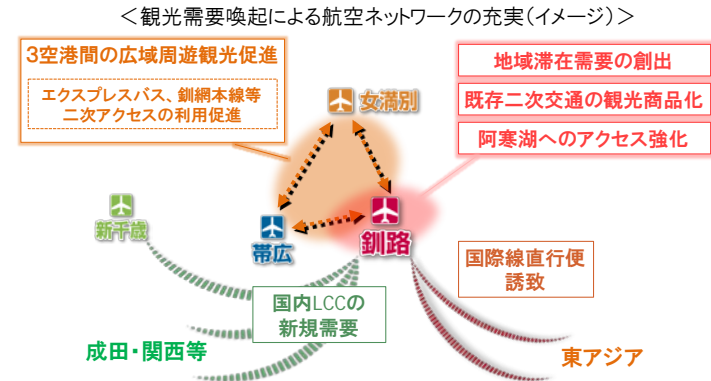 ＜観光需要喚起による航空ネットワークの充実(イメージ)＞
3空港間の広域周遊観光促進
エクスプレスバス、釧網本線等
二次アクセスの利用促進
地域滞在需要の創出
既存二次交通の観光商品化
阿寒湖へのアクセス強化
女満別
新千歳
帯広
釧路
国際線直行便
誘致
国内LCCの
新規需要
成田・関西等
東アジア